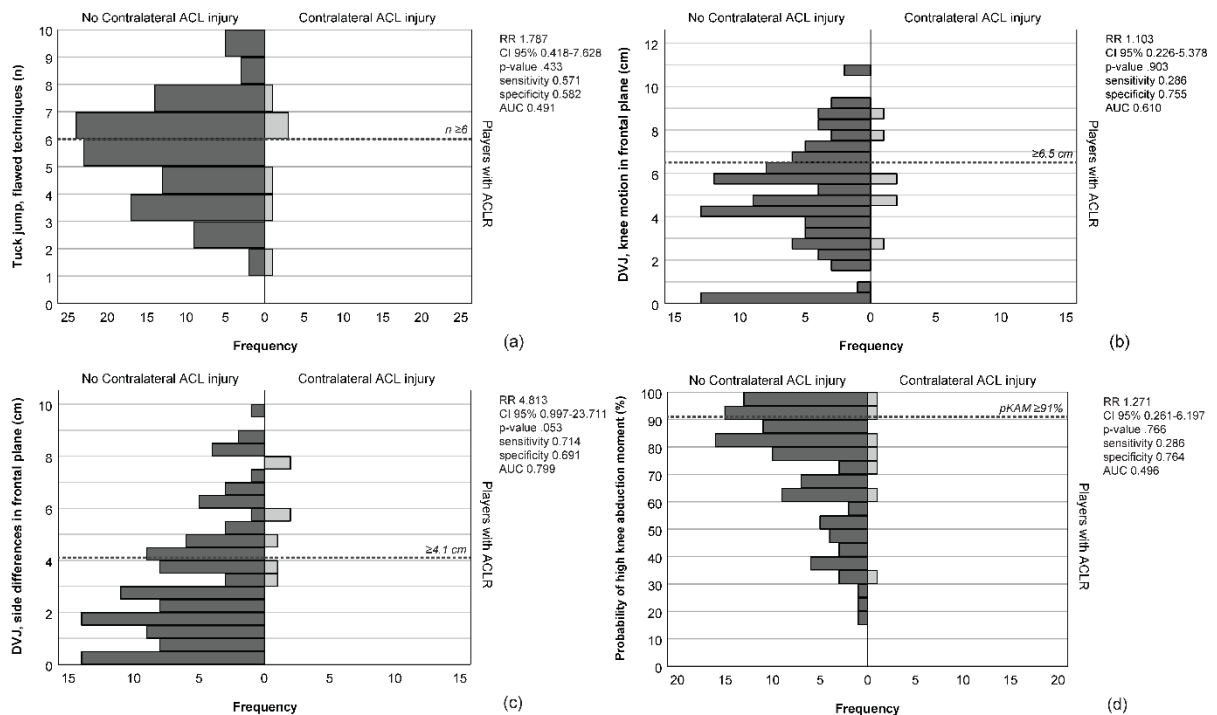 No Contralateral ACL injury Contralateral ACL injury
Tuck jump, flawed techniques (n)
10
9
8
7
6
5
4
3
2
1
0
n ≥6
25 20 15 10 5 0 5 10 15 20 25
Frequency
RR 1.787
CI 95% 0.418-7.628
p-value .433
sensitivity 0.571
specificity 0.582
AUC 0.491
Players with ACLR
(a)
No Contralateral ACL injury Contralateral ACL injury
DVJ, knee motion in frontal plane (cm)
12
10
8
6
4
2
0
≥6.5 cm
15 10 5 0 5 10 15
Frequency
RR 1.103
CI 95% 0.226-5.378
p-value .903
sensitivity 0.286
specificity 0.755
AUC 0.610
Players with ACLR
(b)
No Contralateral ACL injury Contralateral ACL injury
DVJ, side differences in frontal plane (cm)
10
8
6
4
2
0
≥4.1 cm
15 10 5 0 5 10 15
Frequency
RR 4.813
CI 95% 0.997-23.711
p-value .053
sensitivity 0.714
specificity 0.691
AUC 0.799
Players with ACLR
(c)
No Contralateral ACL injury Contralateral ACL injury
Probability of high knee abduction moment (%)
100
90
80
70
60
50
40
30
20
10
0
pKAM ≥91%
20 15 10 5 0 5 10 15 20
Frequency
RR 1.271
CI 95% 0.261-6.197
p-value .766
sensitivity 0.286
specificity 0.764
AUC 0.496
Players with ACLR
(d)